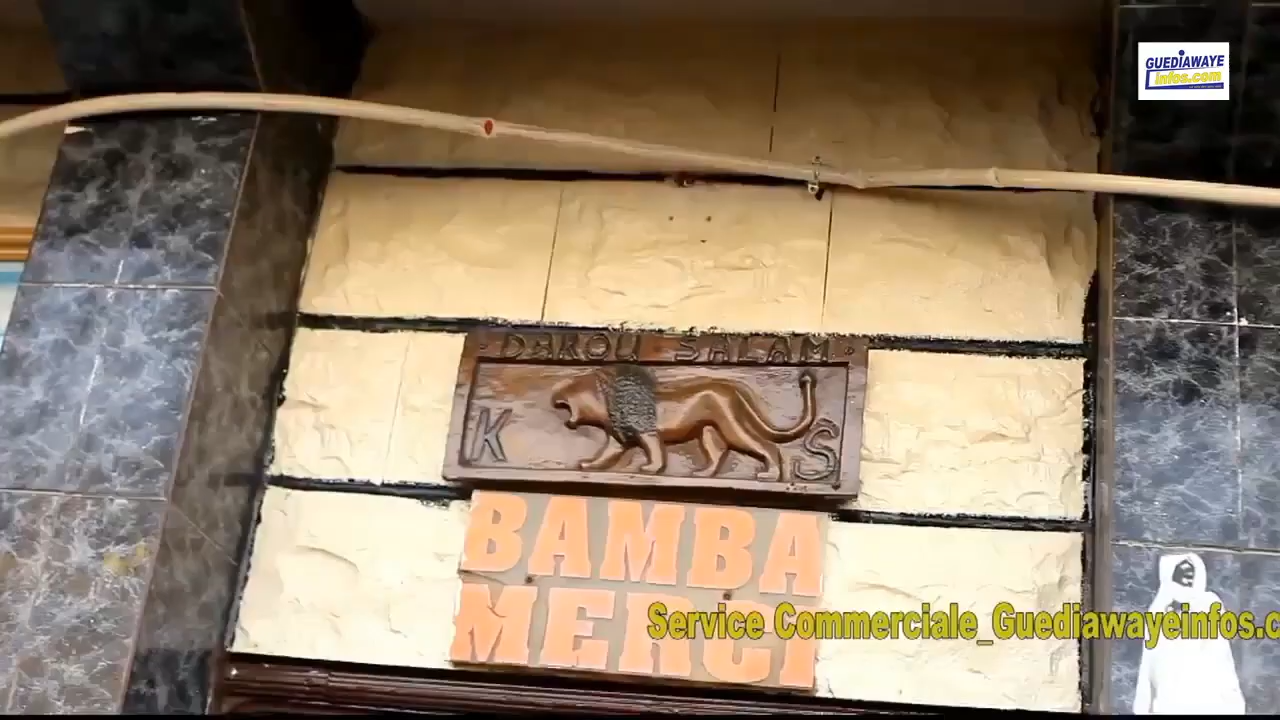 GUEDIAWAYE
infos.com
DAROU SALAM
K S
BAMBA
MERCI
Service Commerciale_Guediawayeinfos.c